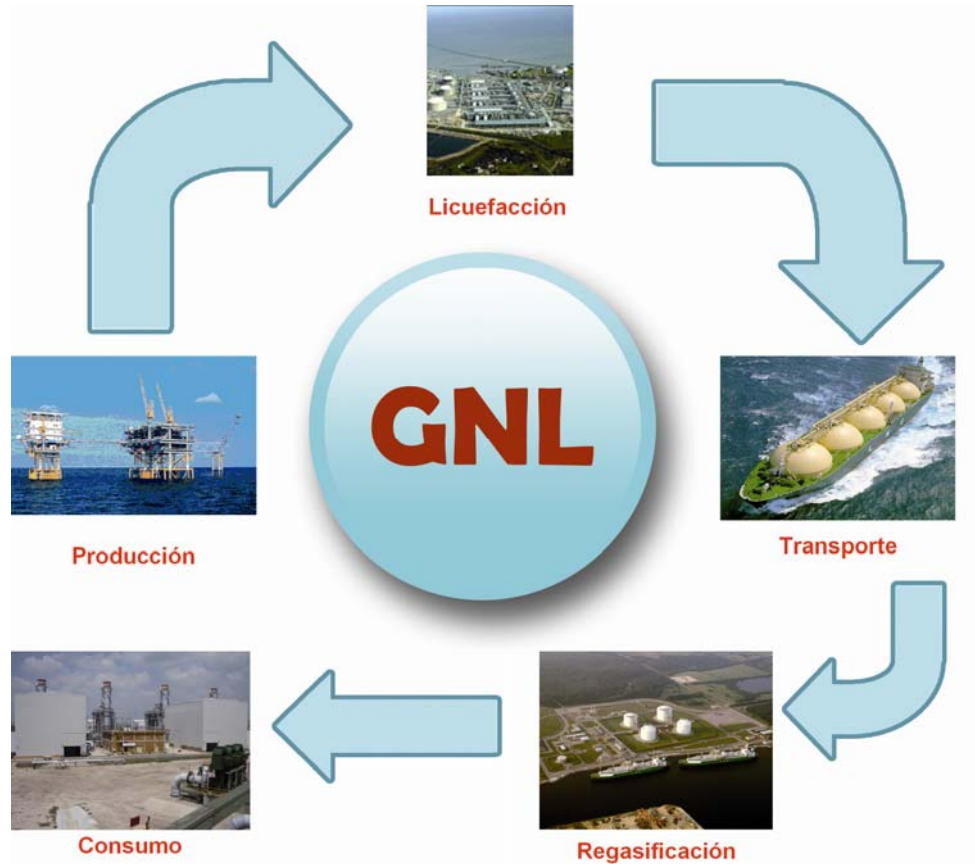 Licuefacción
GNL
Producción
Transporte
Consumo
Regasificación